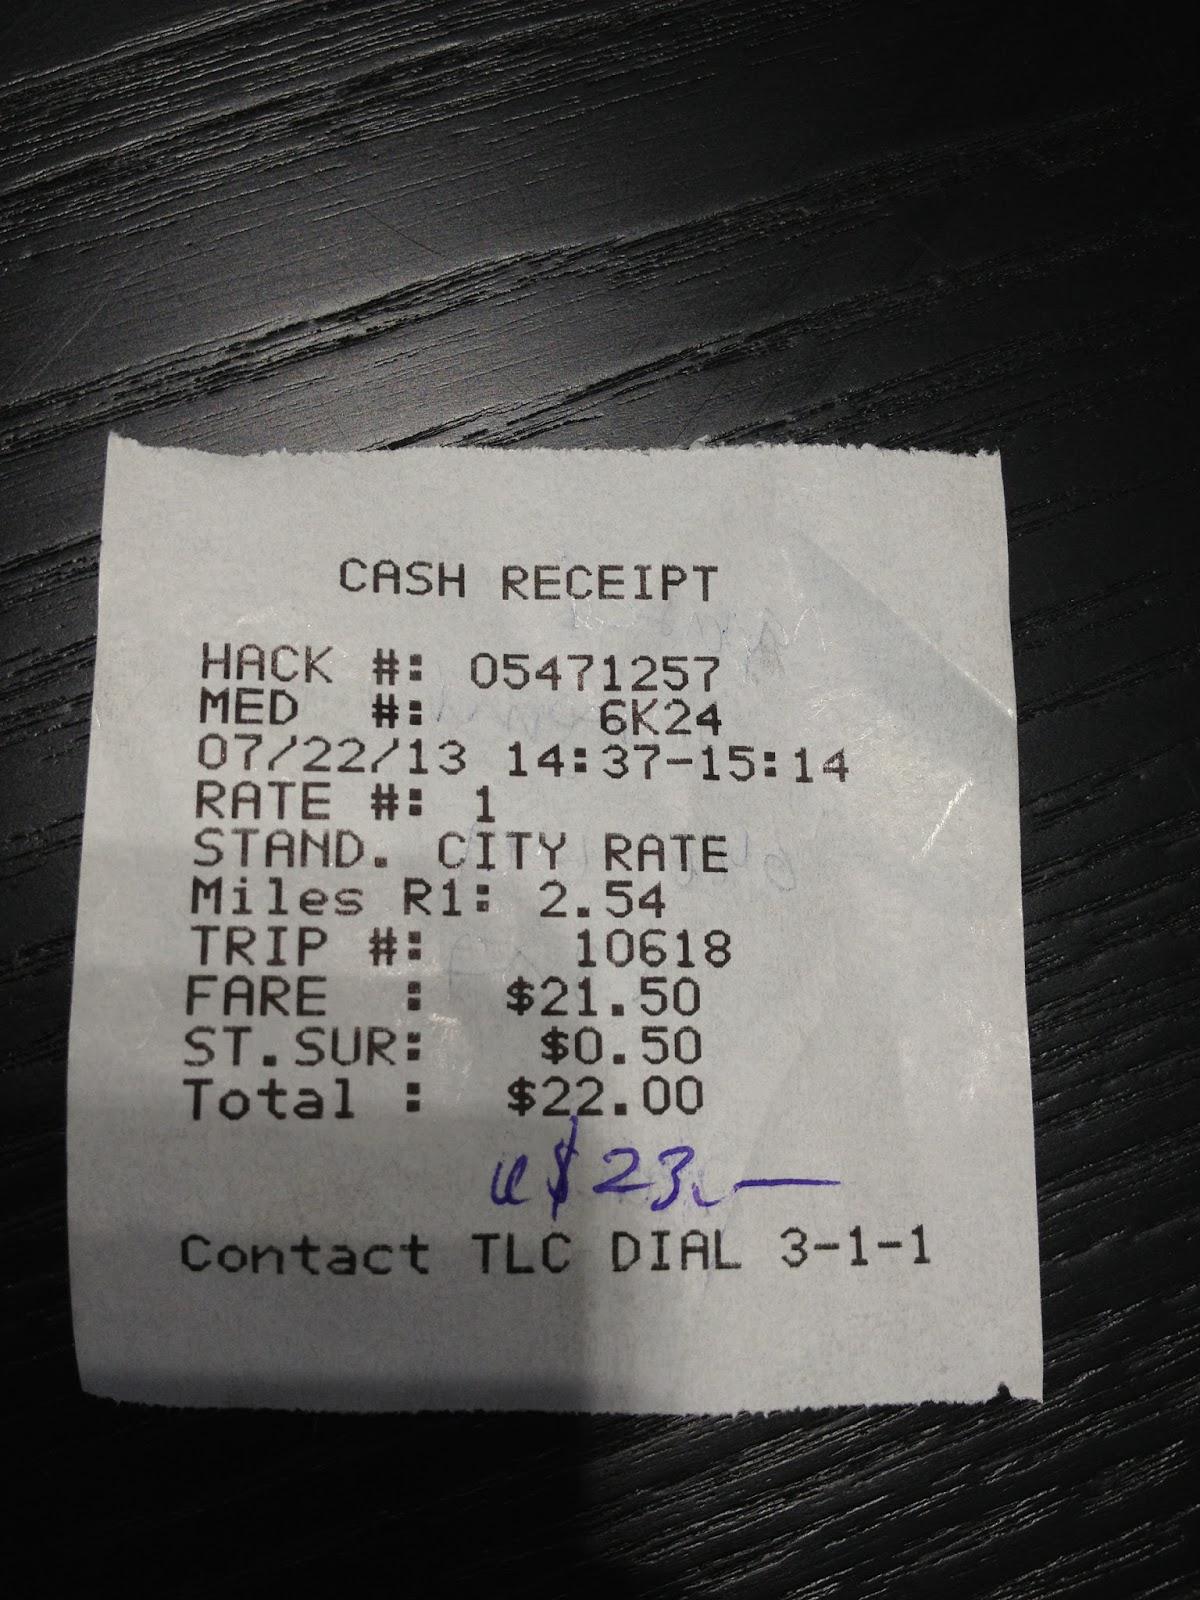 CASH RECEIPT
HACK #: 05471257
MED #: 6K24
07/22/13 14:37-15:14
RATE #: 1
STAND. CITY RATE
Miles R1: 2.54
TRIP #: 10618
FARE : $21.50
ST.SUR: $0.50
Total : $22.00
u$ 23.—
Contact TLC DIAL 3-1-1